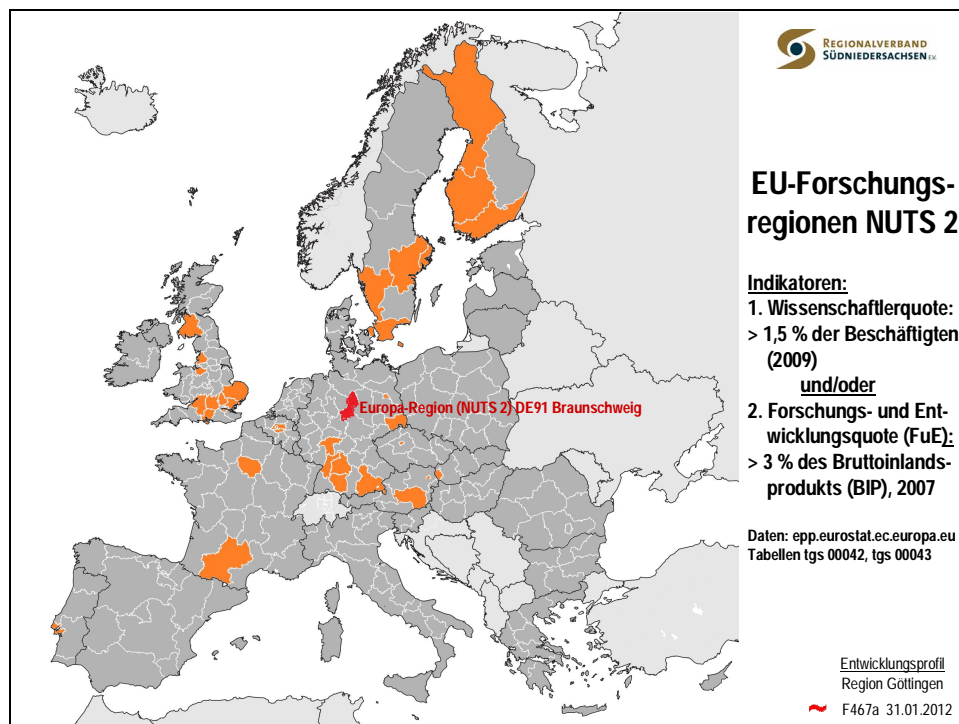 REGIONALVERBAND
SÜDNIEDERSACHSEN E.V.
EU-Forschungs-
regionen NUTS 2
Indikatoren:
1. Wissenschaftlerquote:
> 1,5 % der Beschäftigten
(2009)
und/oder
2. Forschungs- und Ent-
wicklungsquote (FuE):
> 3 % des Bruttoinlands-
produkts (BIP), 2007
Daten: epp.eurostat.ec.europa.eu
Tabellen tgs 00042, tgs 00043
Europa-Region (NUTS 2) DE91 Braunschweig
Entwicklungsprofil
Region Göttingen
F467a 31.01.2012